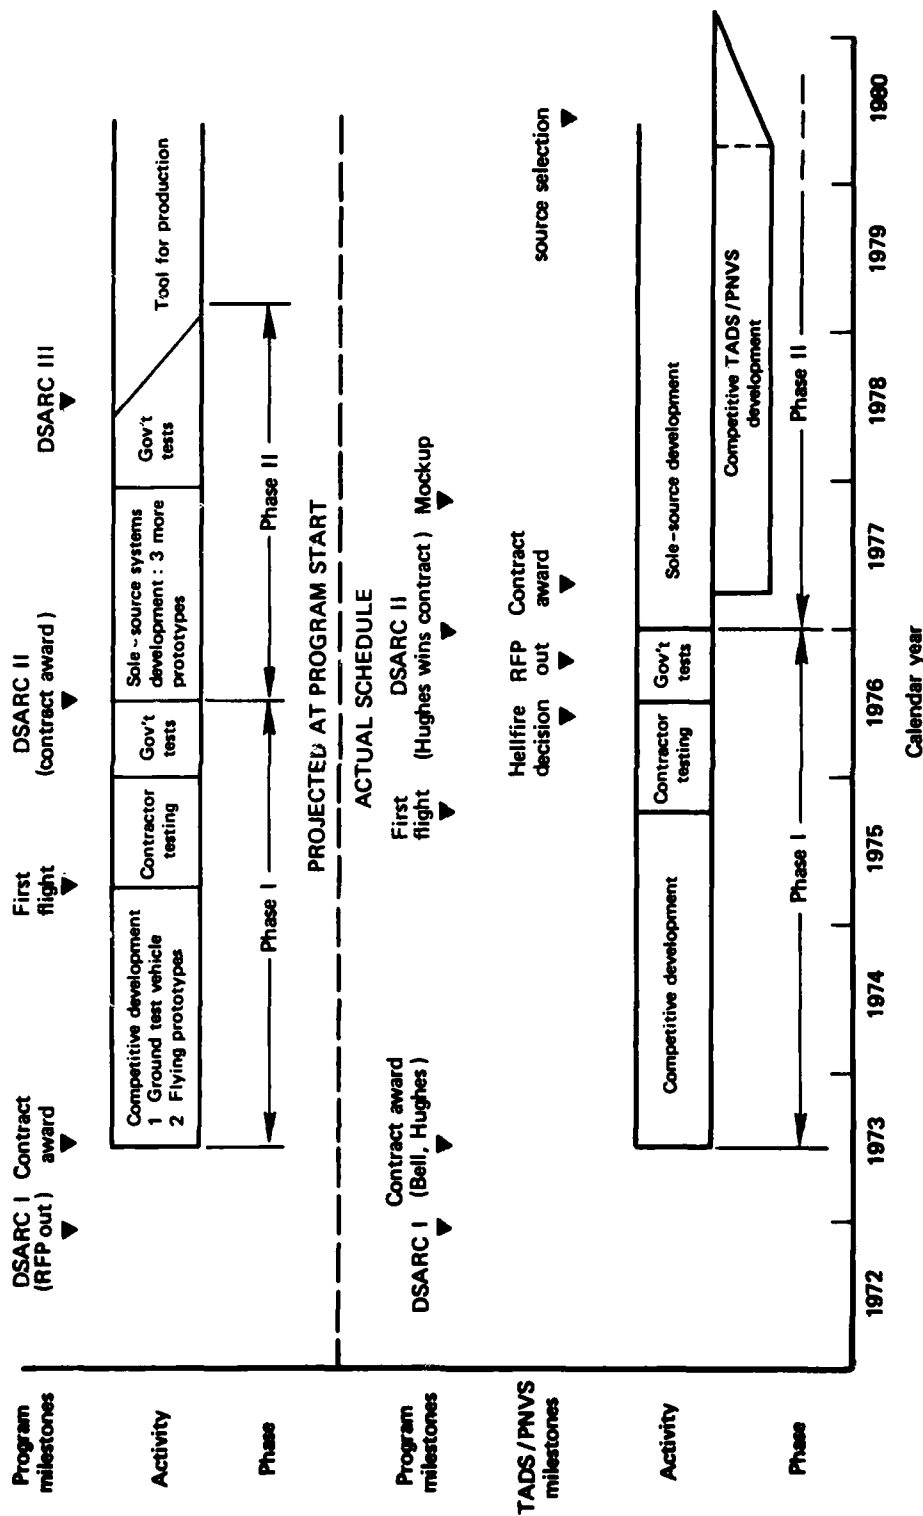 Program
milestones
DSARC I
(RFP out)
Contract
award
First
flight
DSARC II
(contract award)
DSARC III
Activity
Competitive development
1 Ground test vehicle
2 Flying prototypes
Contractor
testing
Gov't
tests
Sole-source systems
development: 3 more
prototypes
Gov't
tests
Tool for production
Phase
Phase I
Phase II
PROJECTED AT PROGRAM START
ACTUAL SCHEDULE
Program
milestones
DSARC I
Contract award
(Bell, Hughes)
First
flight
DSARC II
(Hughes wins contract)
Mockup
TADS/PNVS
milestones
Hellfire
decision
RFP
out
Contract
award
source selection
Activity
Competitive development
Contractor
testing
Gov't
tests
Sole-source development
Competitive TADS/PNVS
development
Phase
Phase I
Phase II
1972
1973
1974
1975
1976
1977
1978
1979
1980
Calendar year